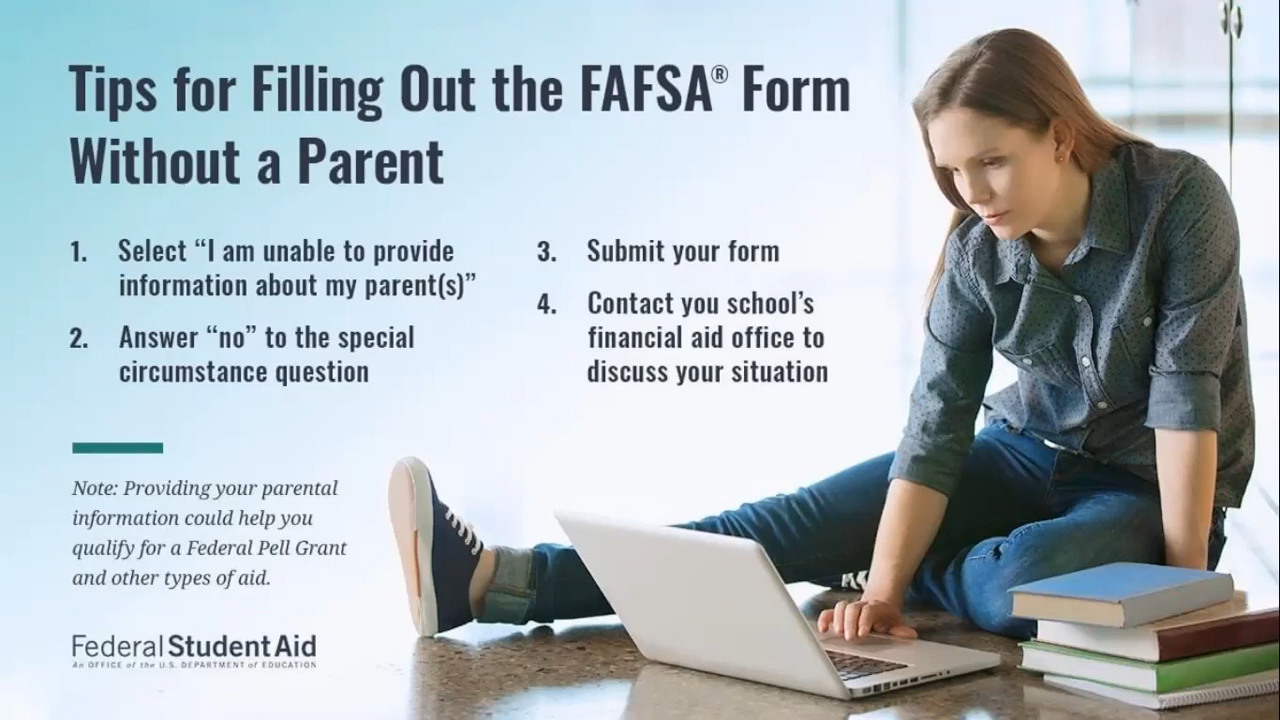 Tips for Filling Out the FAFSA® Form
Without a Parent
1. Select “I am unable to provide
information about my parent(s)”
2. Answer “no” to the special
circumstance question
3. Submit your form
4. Contact you school’s
financial aid office to
discuss your situation
Note: Providing your parental
information could help you
qualify for a Federal Pell Grant
and other types of aid.
Federal Student Aid
An OFFICE of the U.S. DEPARTMENT of EDUCATION